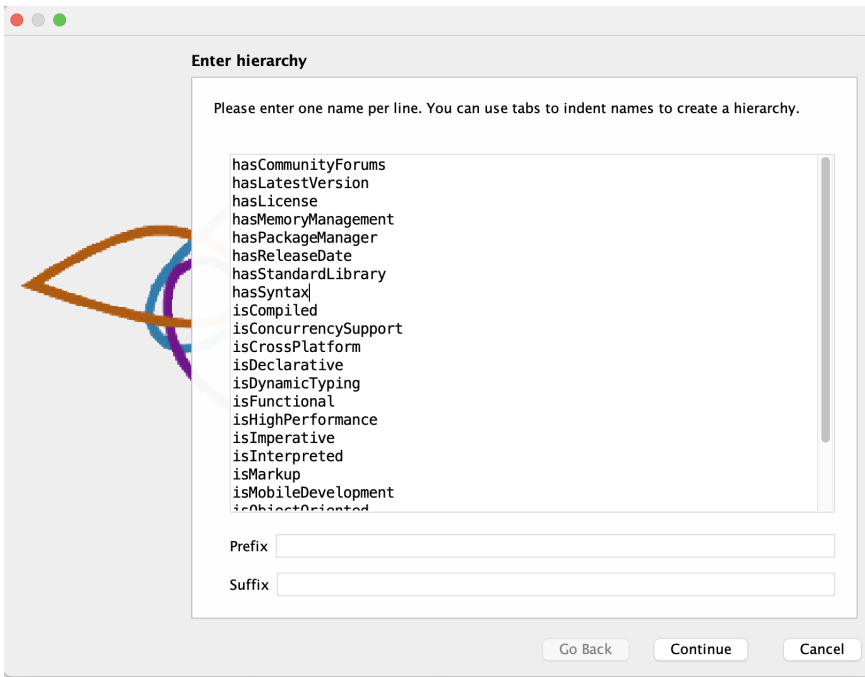 Enter hierarchy
Please enter one name per line. You can use tabs to indent names to create a hierarchy.
hasCommunityForums
hasLatestVersion
hasLicense
hasMemoryManagement
hasPackageManager
hasReleaseDate
hasStandardLibrary
hasSyntax
isCompiled
isConcurrencySupport
isCrossPlatform
isDeclarative
isDynamicTyping
isFunctional
isHighPerformance
isImperative
isInterpreted
isMarkup
isMobileDevelopment
isObjectOriented
Prefix
Suffix
Go Back Continue Cancel